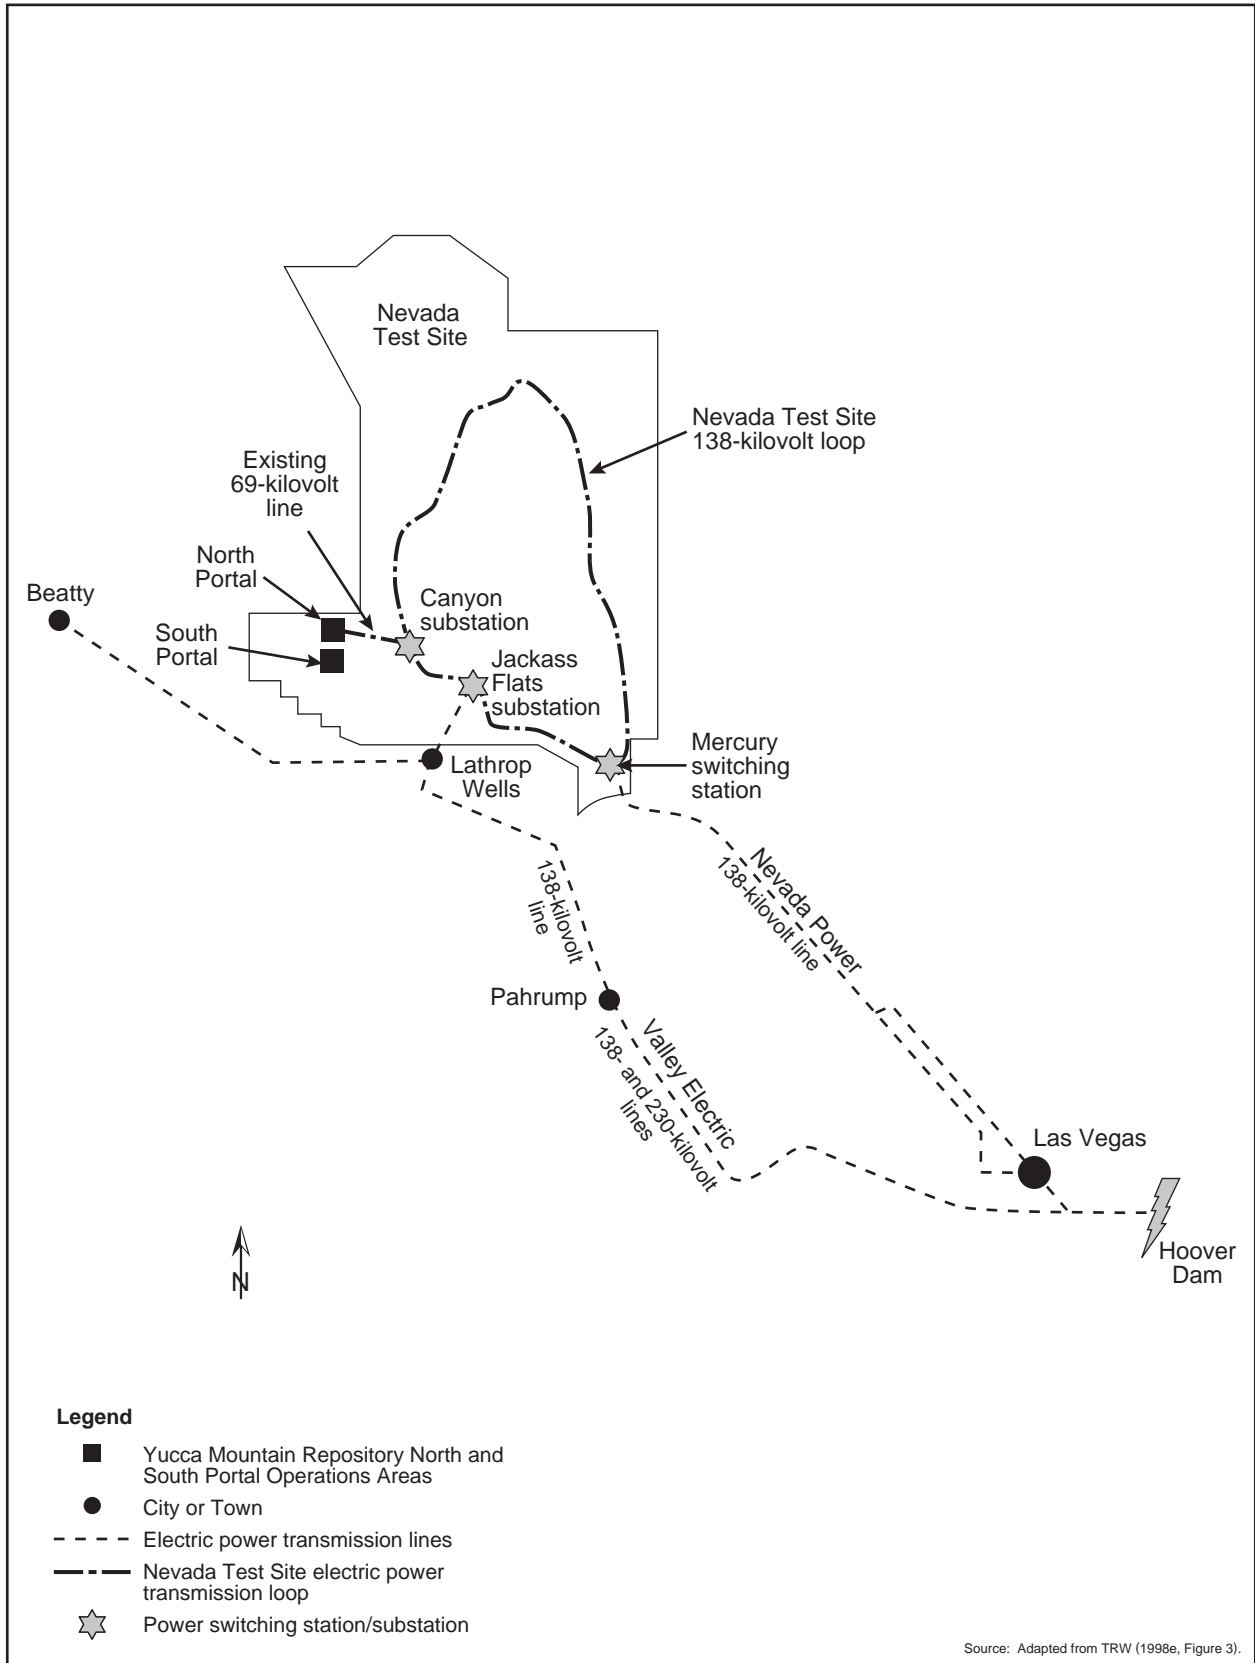 Nevada
Test Site
Nevada Test Site
138-kilovolt loop
Existing
69-kilovolt
line
North
Portal
Beatty
Canyon
substation
South
Portal
Jackass
Flats
substation
Mercury
switching
station
Lathrop
Wells
Nevada Power
138-kilovolt line
138-kilovolt
line
Pahrump
Valley Electric
138- and 230-kilovolt
lines
Las Vegas
Hoover
Dam
N
Legend
Yucca Mountain Repository North and
South Portal Operations Areas
City or Town
Electric power transmission lines
Nevada Test Site electric power
transmission loop
Power switching station/substation
Source: Adapted from TRW (1998e, Figure 3).